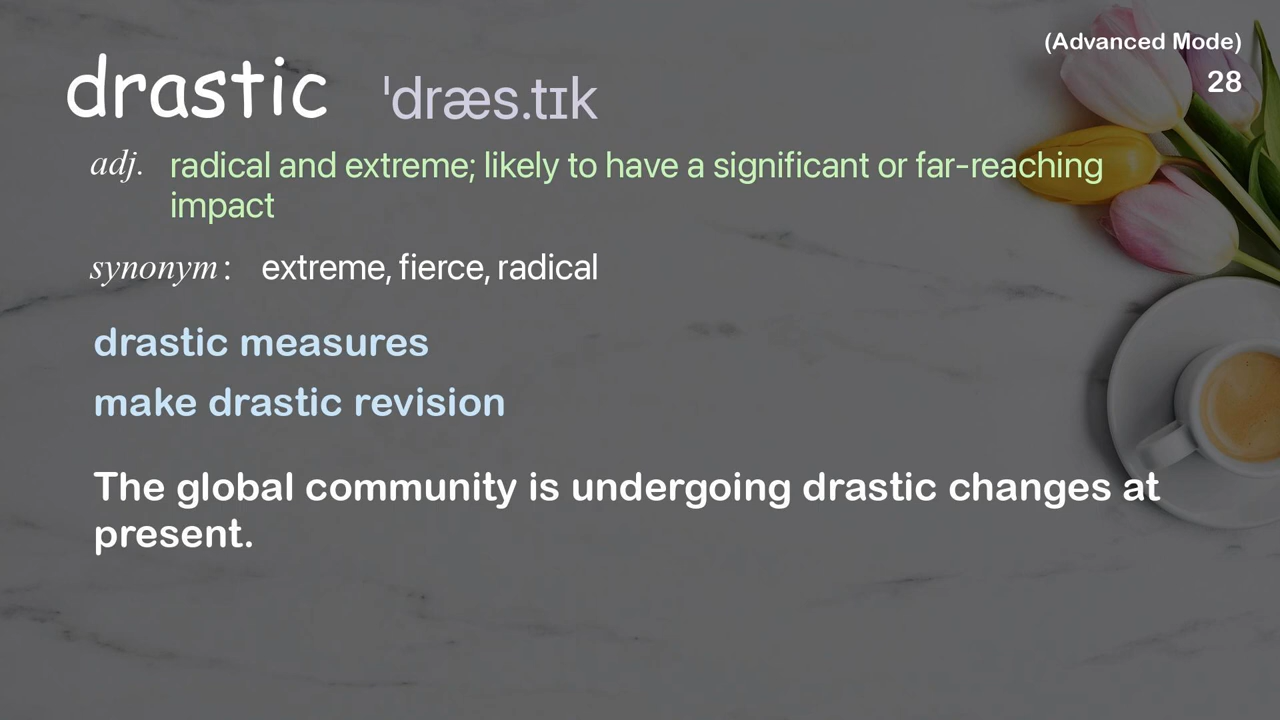 (Advanced Mode)
28
drastic ˈdræs.tɪk
adj. radical and extreme; likely to have a significant or far-reaching
impact
synonym: extreme, fierce, radical
drastic measures
make drastic revision
The global community is undergoing drastic changes at
present.